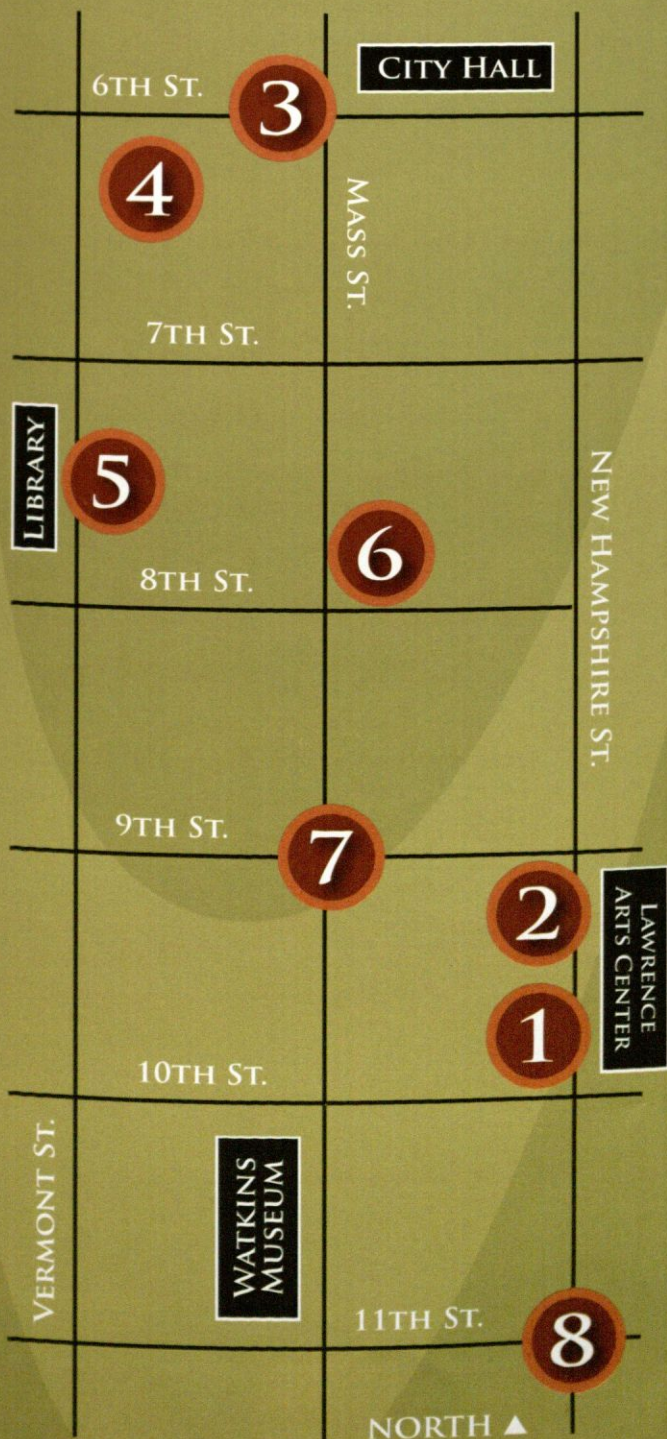 CITY HALL
6TH ST.
3
4
MASS ST.
7TH ST.
LIBRARY
5
NEW HAMPSHIRE ST.
6
8TH ST.
9TH ST.
7
2
LAWRENCE
ARTS CENTER
1
10TH ST.
VERMONT ST.
WATKINS
MUSEUM
11TH ST.
8
NORTH ▲